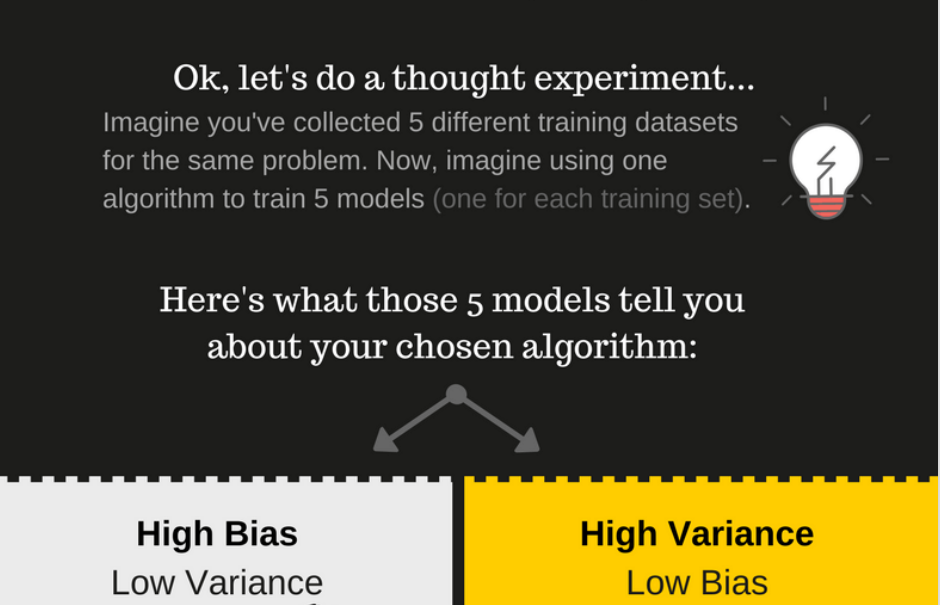 Ok, let's do a thought experiment...
Imagine you've collected 5 different training datasets
for the same problem. Now, imagine using one
algorithm to train 5 models (one for each training set).
Here's what those 5 models tell you
about your chosen algorithm:
High Bias
Low Variance
High Variance
Low Bias